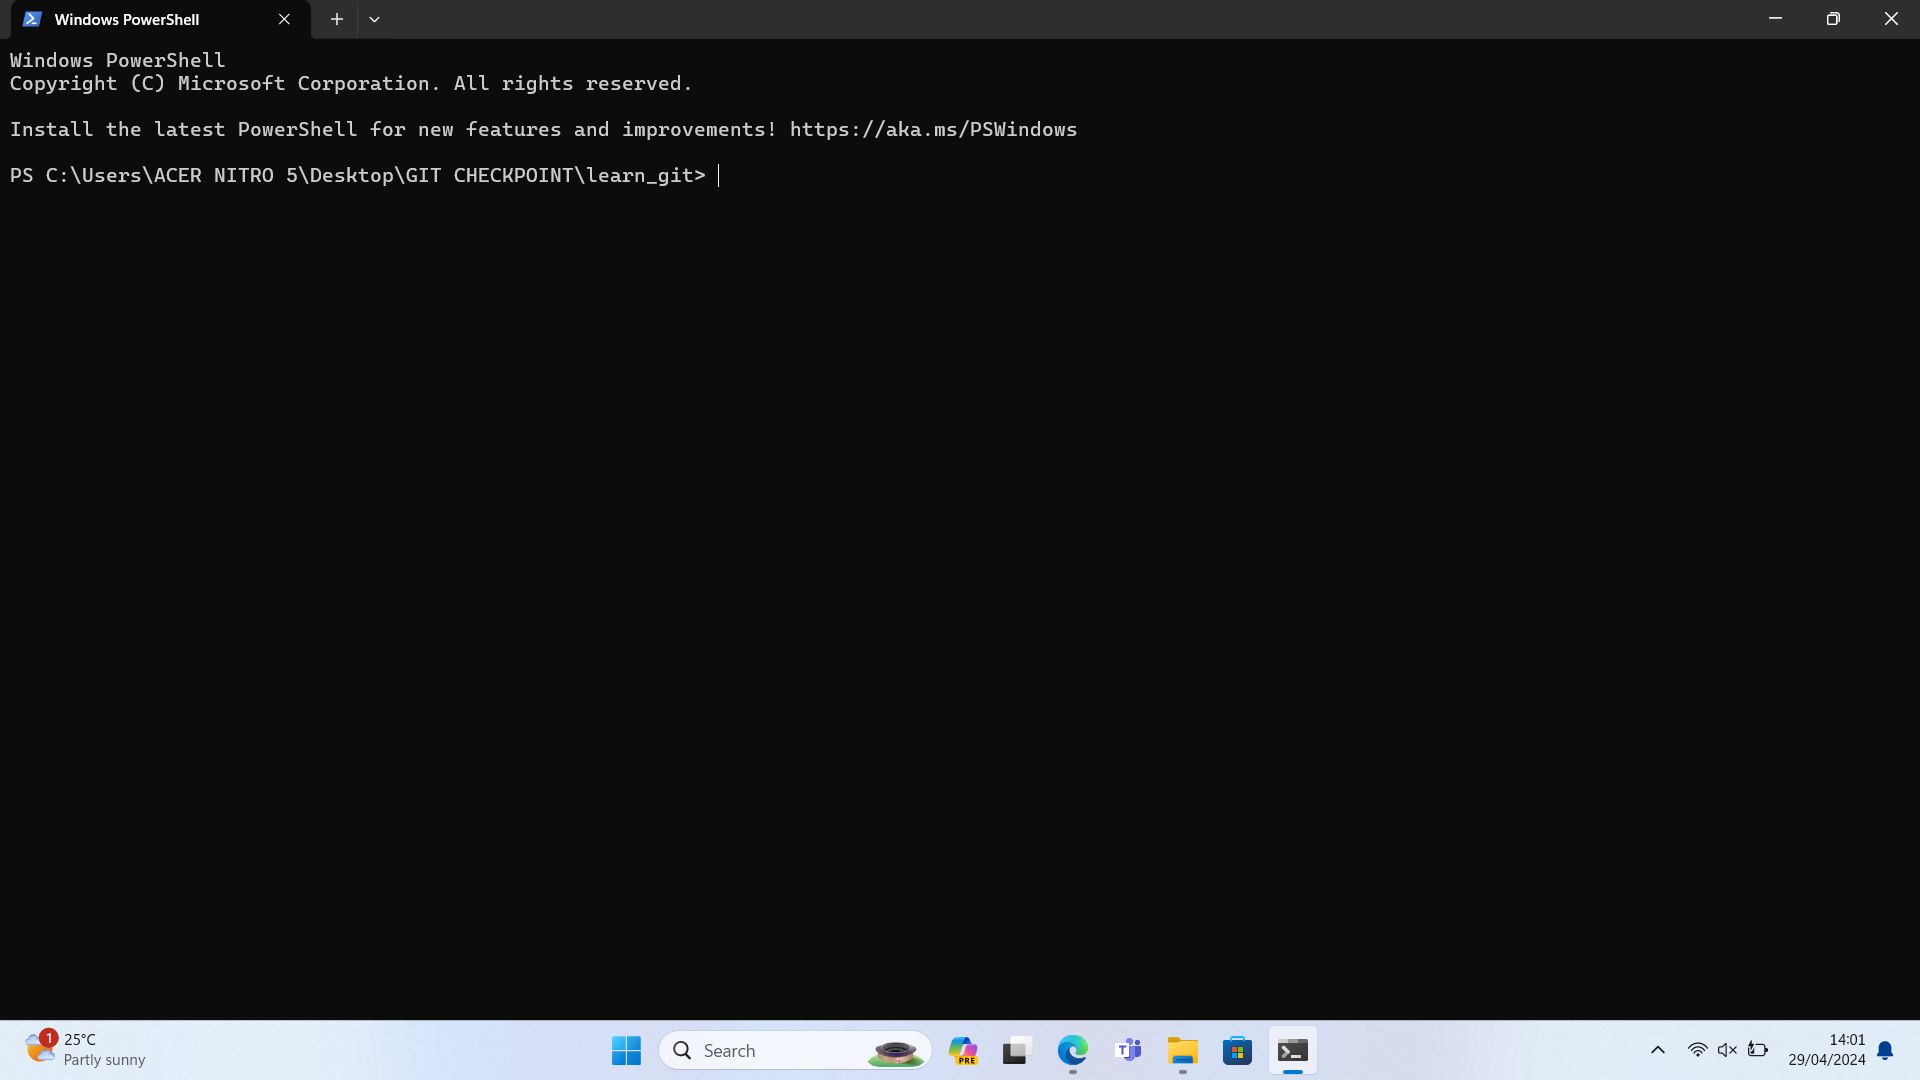 Windows PowerShell
Windows PowerShell
Copyright (C) Microsoft Corporation. All rights reserved.
Install the latest PowerShell for new features and improvements! https://aka.ms/PSWindows
PS C:\Users\ACER NITRO 5\Desktop\GIT CHECKPOINT\learn_git>
1
25°C
Partly sunny
Search
PRE
T
14:01
29/04/2024